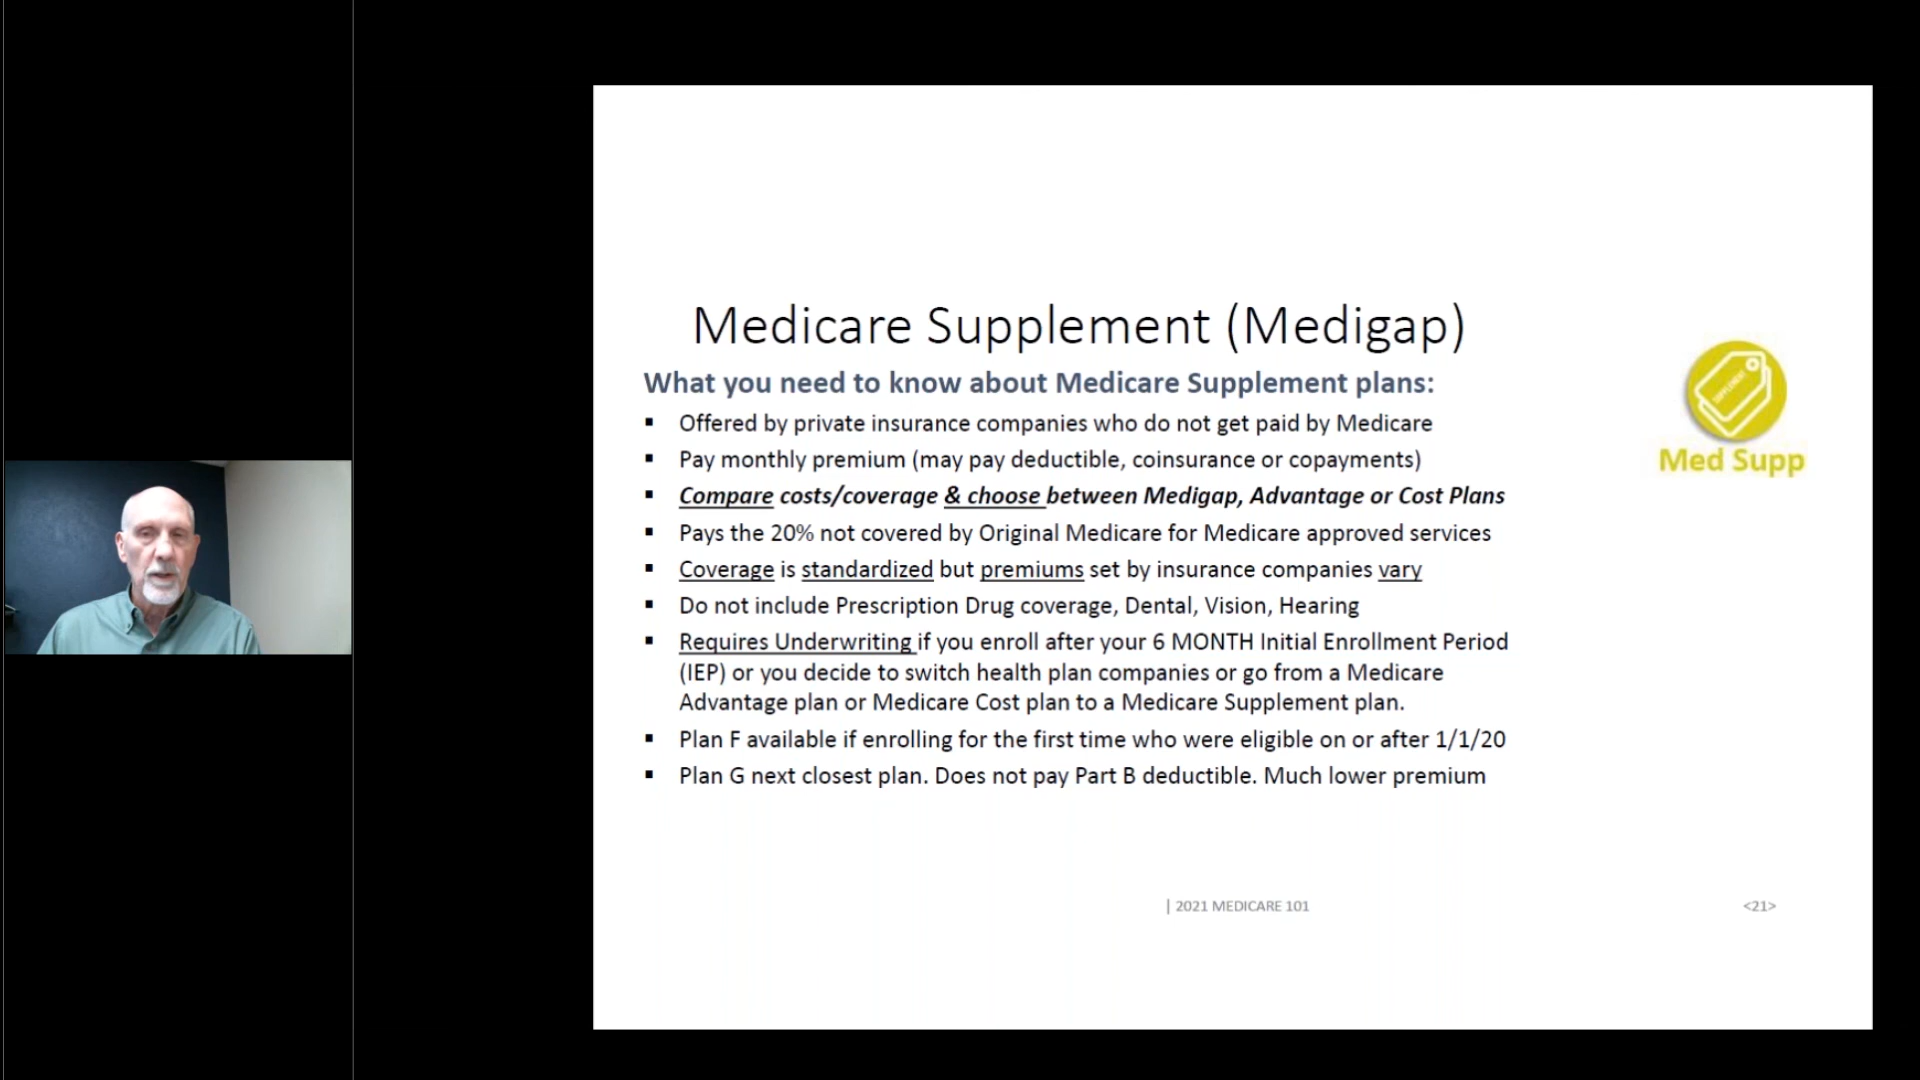 Medicare Supplement (Medigap)
What you need to know about Medicare Supplement plans:
▪ Offered by private insurance companies who do not get paid by Medicare
▪ Pay monthly premium (may pay deductible, coinsurance or copayments)
▪ Compare costs/coverage & choose between Medigap, Advantage or Cost Plans
▪ Pays the 20% not covered by Original Medicare for Medicare approved services
▪ Coverage is standardized but premiums set by insurance companies vary
▪ Do not include Prescription Drug coverage, Dental, Vision, Hearing
▪ Requires Underwriting if you enroll after your 6 MONTH Initial Enrollment Period
(IEP) or you decide to switch health plan companies or go from a Medicare
Advantage plan or Medicare Cost plan to a Medicare Supplement plan.
▪ Plan F available if enrolling for the first time who were eligible on or after 1/1/20
▪ Plan G next closest plan. Does not pay Part B deductible. Much lower premium
SUPPLEMENT
Med Supp
| 2021 MEDICARE 101
<21>